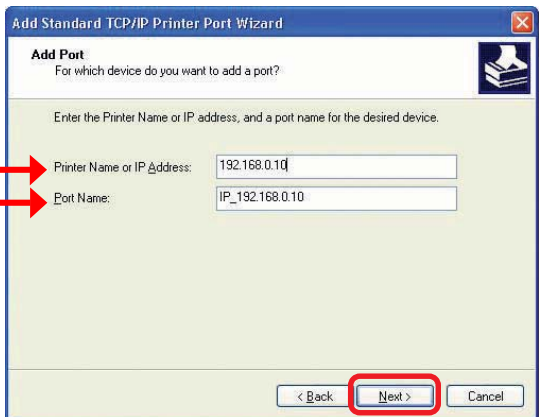 Add Standard TCP/IP Printer Port Wizard
Add Port
For which device do you want to add a port?
Enter the Printer Name or IP address, and a port name for the desired device.
Printer Name or IP Address: 192.168.0.10
Port Name: IP_192.168.0.10
< Back Next > Cancel